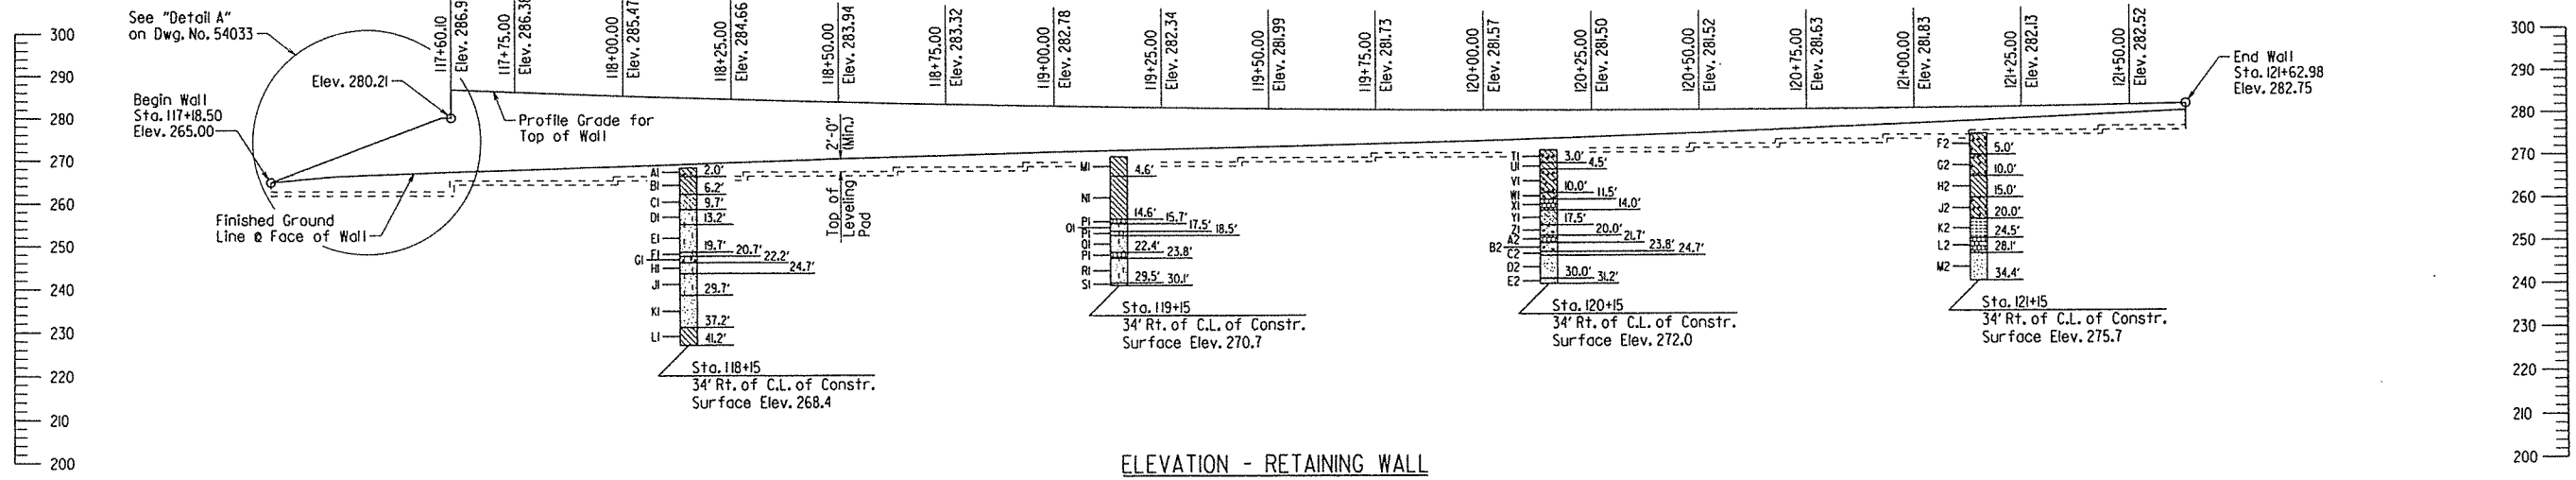 See "Detail A"
on Dwg. No. 54033
117+60.10
117+75.00
Elev. 286.38
118+00.00
Elev. 285.47
118+25.00
Elev. 284.66
118+50.00
Elev. 283.94
118+75.00
Elev. 283.32
119+00.00
Elev. 282.78
119+25.00
Elev. 282.34
119+50.00
Elev. 281.99
119+75.00
Elev. 281.73
120+00.00
Elev. 281.57
120+25.00
Elev. 281.50
120+50.00
Elev. 281.52
120+75.00
Elev. 281.63
121+00.00
Elev. 281.83
121+25.00
Elev. 282.13
121+50.00
Elev. 282.52
End Wall
Sta. 121+62.98
Elev. 282.75
Elev. 280.21
Begin Wall
Sta. 117+18.50
Elev. 265.00
Profile Grade for
Top of Wall
2'-0"
(Min.)
Top of
Leveling
Pad
Finished Ground
Line @ Face of Wall
300
290
280
270
260
250
240
230
220
210
200
A1 2.0'
B1 6.2'
C1 9.7'
D1 13.2'
E1 19.7'
F1 20.7'
G1 22.2'
H1 24.7'
J1 29.7'
K1 37.2'
L1 41.2'
Sta. 118+15
34' Rt. of C.L. of Constr.
Surface Elev. 268.4
M1 4.6'
N1 14.6'
P1 15.7'
O1 17.5'
P1 18.5'
O1 22.4'
P1 23.8'
R1 29.5'
S1 30.1'
Sta. 119+15
34' Rt. of C.L. of Constr.
Surface Elev. 270.7
T1 3.0'
U1 4.5'
V1 10.0'
W1 11.5'
X1 14.0'
Y1 17.5'
Z1 20.0'
A2 21.7'
B2 23.8'
C2 24.7'
D2 30.0'
E2 31.2'
Sta. 120+15
34' Rt. of C.L. of Constr.
Surface Elev. 272.0
F2 5.0'
G2 10.0'
H2 15.0'
J2 20.0'
K2 24.5'
L2 28.1'
M2 34.4'
Sta. 121+15
34' Rt. of C.L. of Constr.
Surface Elev. 275.7
300
290
280
270
260
250
240
230
220
210
200
ELEVATION - RETAINING WALL